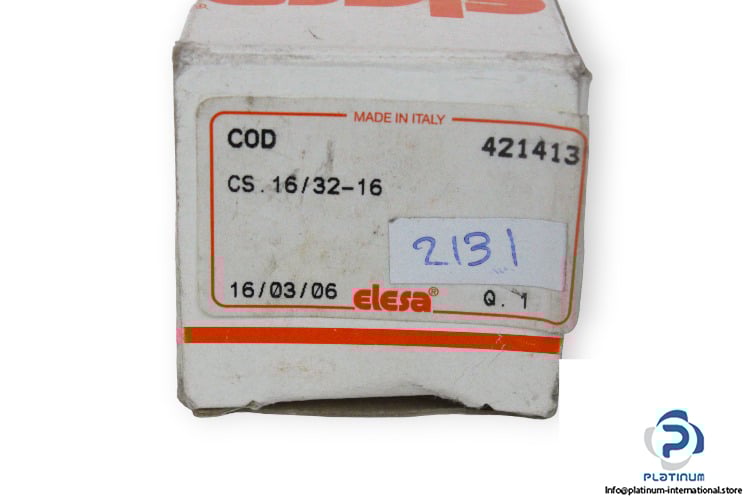 elesa
MADE IN ITALY
COD 421413
CS.16/32-16
2131
16/03/06 elesa® Q. 1
PLATINUM
Info@platinum-international.store